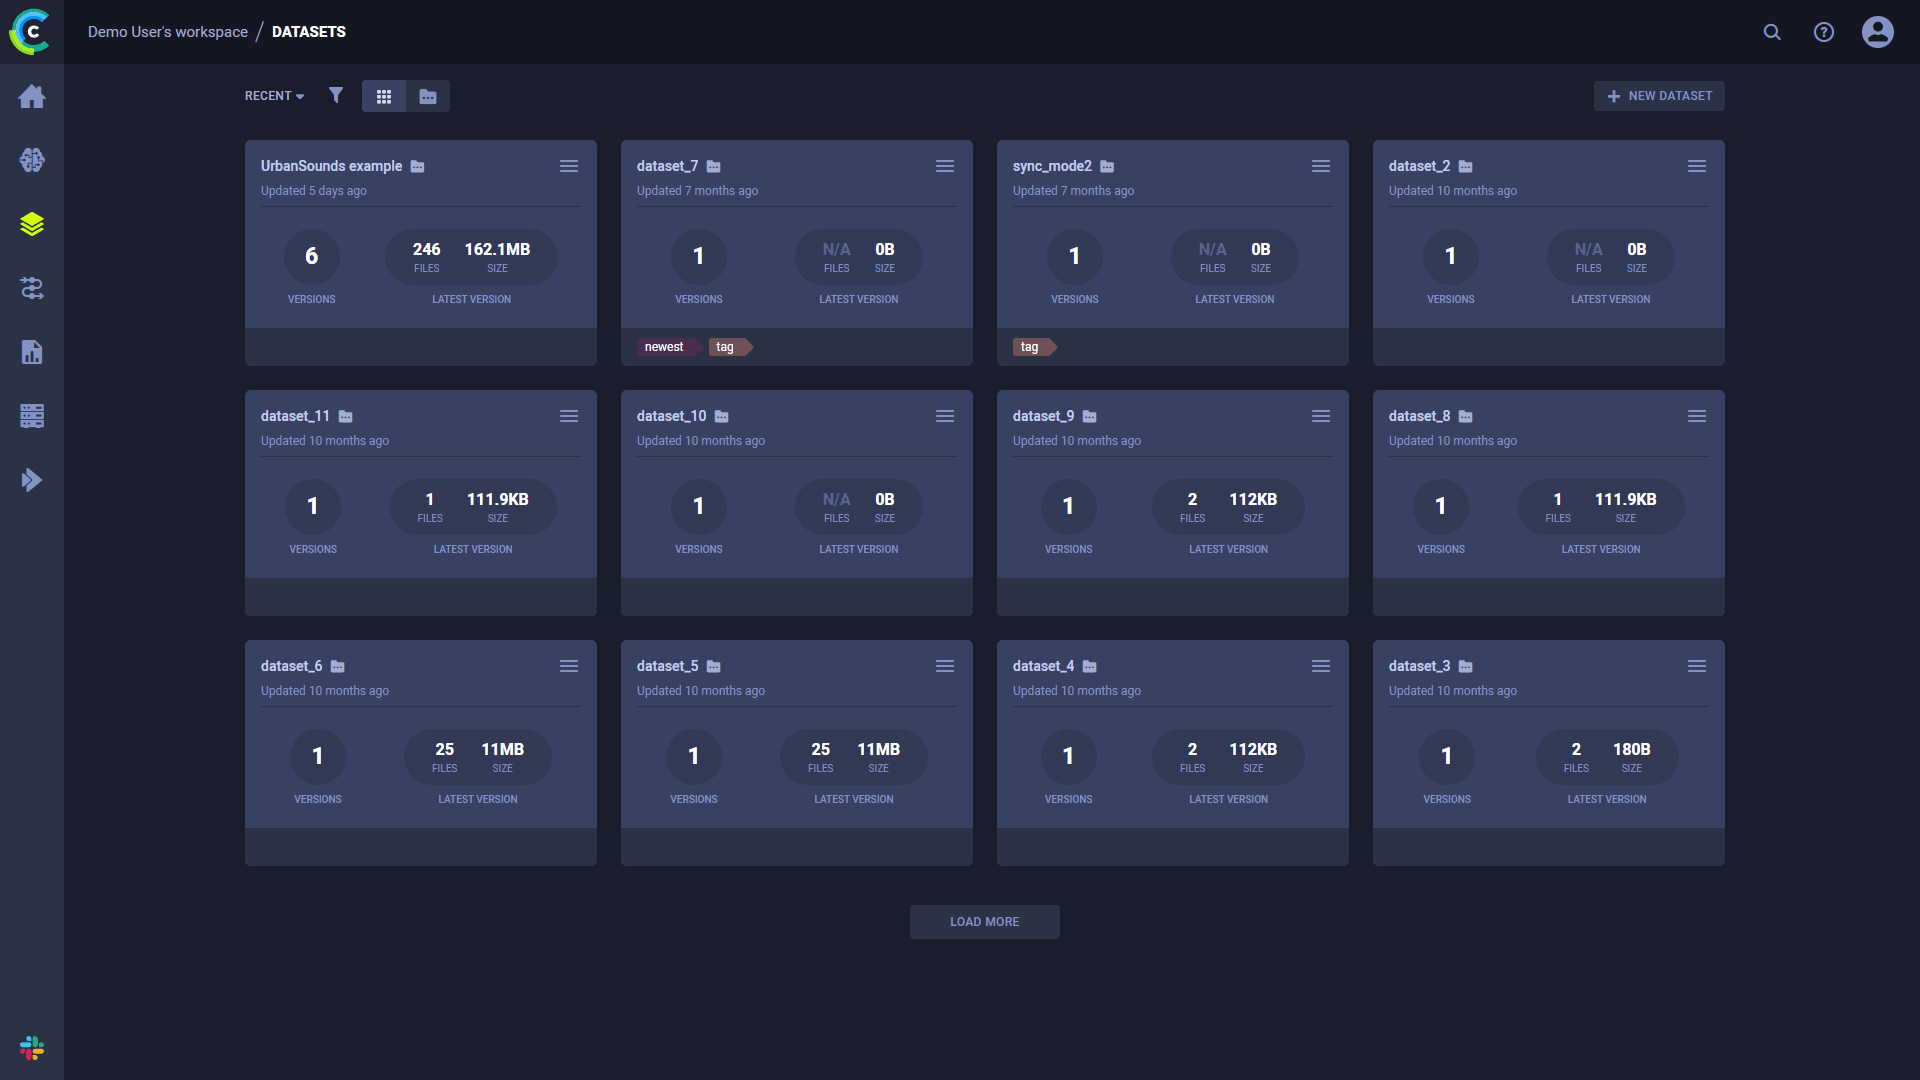 C
Demo User's workspace / DATASETS
RECENT
NEW DATASET
UrbanSounds example
Updated 5 days ago
6
VERSIONS
246 FILES
162.1MB SIZE
LATEST VERSION
dataset_7
Updated 7 months ago
1
VERSIONS
N/A FILES
0B SIZE
LATEST VERSION
newest
tag
sync_mode2
Updated 7 months ago
1
VERSIONS
N/A FILES
0B SIZE
LATEST VERSION
tag
dataset_2
Updated 10 months ago
1
VERSIONS
N/A FILES
0B SIZE
LATEST VERSION
dataset_11
Updated 10 months ago
1
VERSIONS
1 FILES
111.9KB SIZE
LATEST VERSION
dataset_10
Updated 10 months ago
1
VERSIONS
N/A FILES
0B SIZE
LATEST VERSION
dataset_9
Updated 10 months ago
1
VERSIONS
2 FILES
112KB SIZE
LATEST VERSION
dataset_8
Updated 10 months ago
1
VERSIONS
1 FILES
111.9KB SIZE
LATEST VERSION
dataset_6
Updated 10 months ago
1
VERSIONS
25 FILES
11MB SIZE
LATEST VERSION
dataset_5
Updated 10 months ago
1
VERSIONS
25 FILES
11MB SIZE
LATEST VERSION
dataset_4
Updated 10 months ago
1
VERSIONS
2 FILES
112KB SIZE
LATEST VERSION
dataset_3
Updated 10 months ago
1
VERSIONS
2 FILES
180B SIZE
LATEST VERSION
LOAD MORE